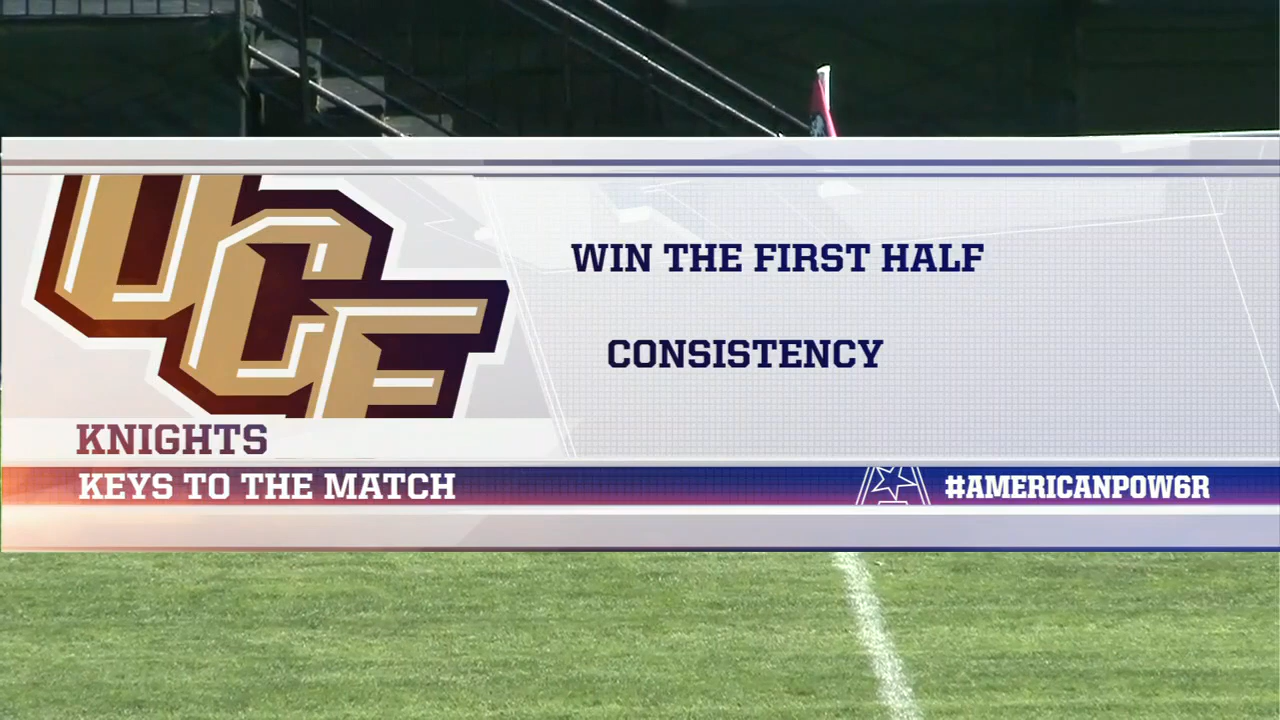 UCF
WIN THE FIRST HALF
CONSISTENCY
KNIGHTS
KEYS TO THE MATCH
#AMERICANPOW6R